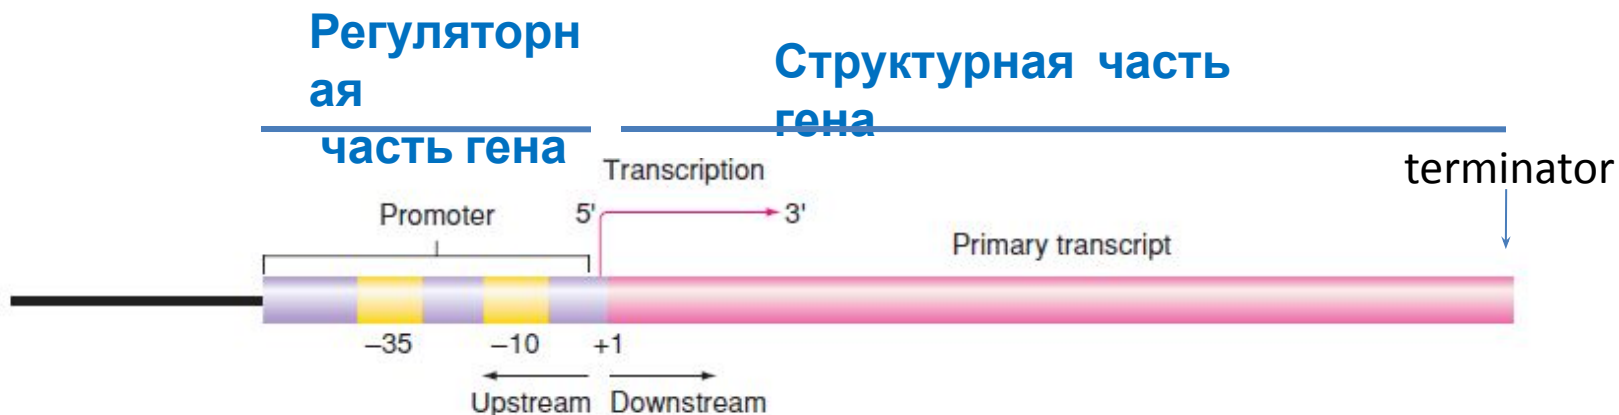 Регуляторн
ая
часть гена
Структурная часть
гена
terminator
Transcription
Promoter
5'
3'
Primary transcript
–35
–10
+1
Upstream
Downstream